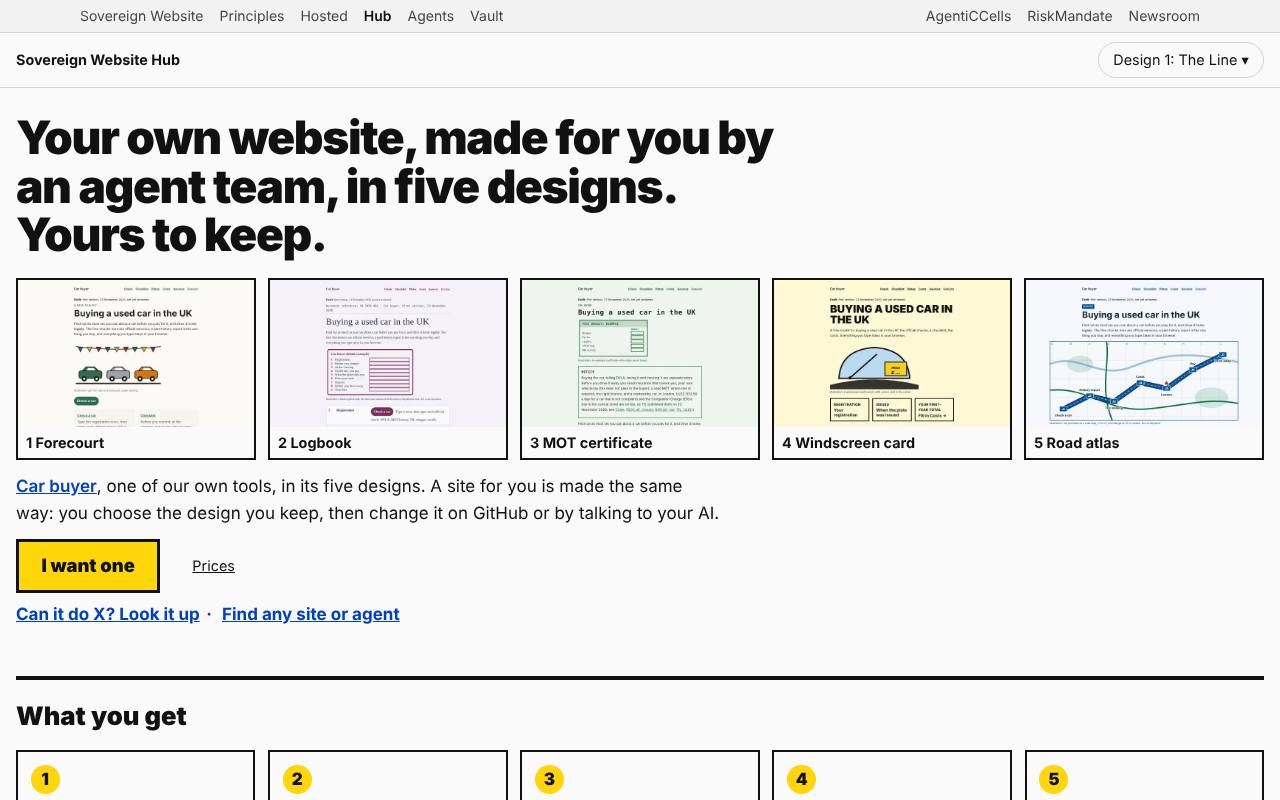 Sovereign Website Principles Hosted Hub Agents Vault AgentiCCells RiskMandate Newsroom
Sovereign Website Hub
Design 1: The Line ▾
Your own website, made for you by
an agent team, in five designs.
Yours to keep.
Buying a used car in the UK
Check a car
1 Forecourt
Buying a used car in the UK
2 Logbook
Buying a used car in the UK
3 MOT certificate
BUYING A USED CAR IN
THE UK
4 Windscreen card
Buying a used car in the UK
5 Road atlas
Car buyer, one of our own tools, in its five designs. A site for you is made the same
way: you choose the design you keep, then change it on GitHub or by talking to your AI.
I want one
Prices
Can it do X? Look it up · Find any site or agent
What you get
1
2
3
4
5